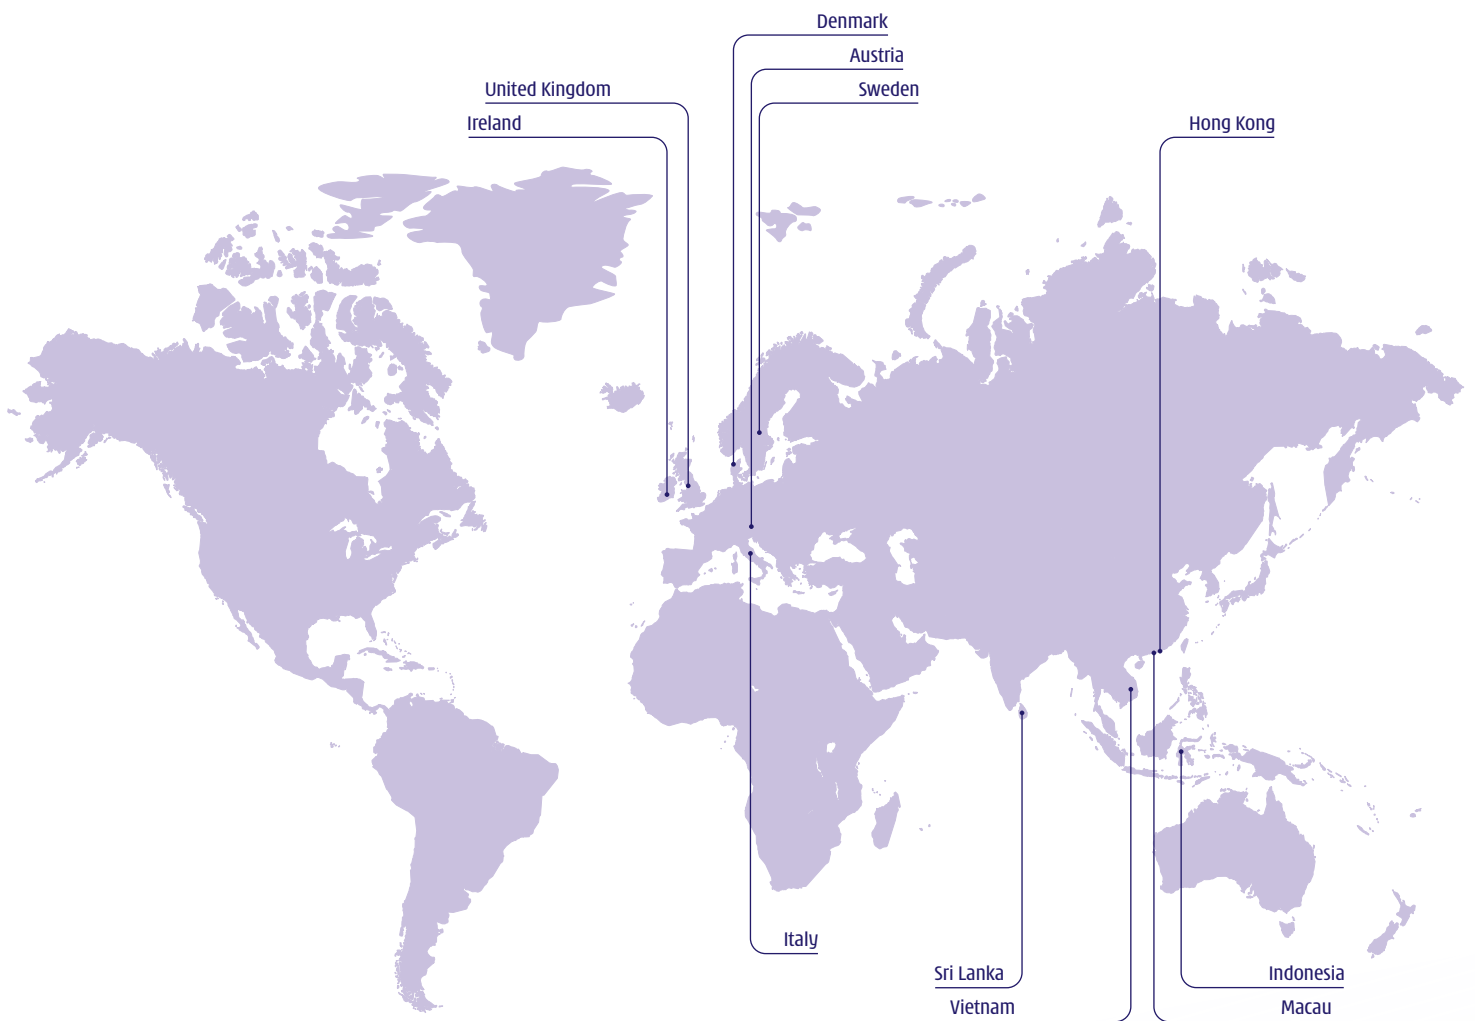 Denmark
Austria
United Kingdom
Sweden
Ireland
Hong Kong
Italy
Sri Lanka
Indonesia
Vietnam
Macau